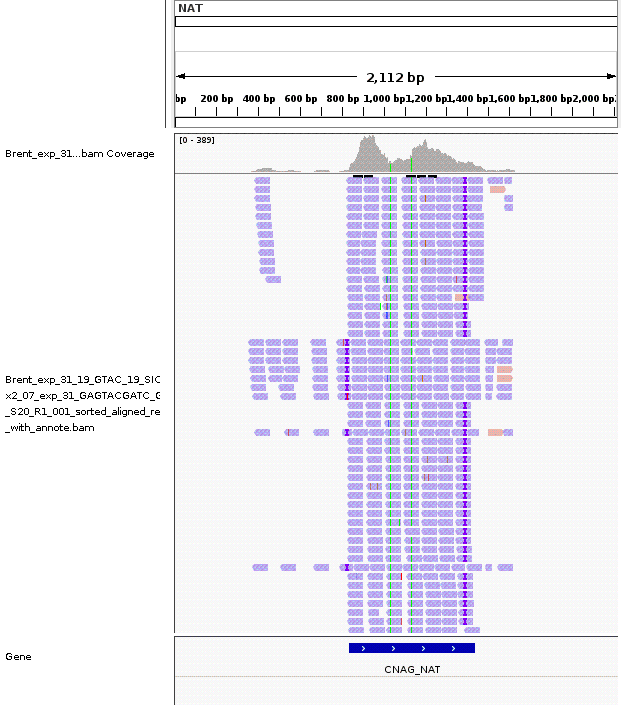 NAT
2,112 bp
bp 200 bp 400 bp 600 bp 800 bp 1,000 bp 1,200 bp 1,400 bp 1,600 bp 1,800 bp 2,000 bp
[0 - 389]
Brent_exp_31...bam Coverage
Brent_exp_31_19_GTAC_19_SIC
x2_07_exp_31_GAGTACGATC_G
_S20_R1_001_sorted_aligned_re
_with_annote.bam
Gene
CNAG_NAT